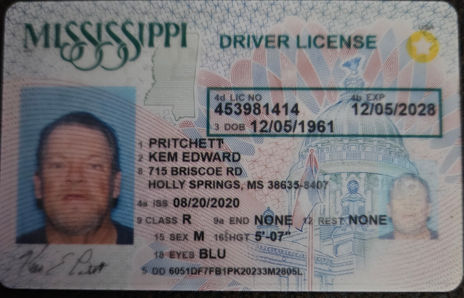 MISSISSIPPI
DRIVER LICENSE
USA
4d LIC NO 4b EXP
453981414 12/05/2028
3 DOB 12/05/1961
1 PRITCHETT
2 KEM EDWARD
8 715 BRISCOE RD
HOLLY SPRINGS, MS 38635-8407
4a ISS 08/20/2020
9 CLASS R 9a END NONE 12 REST NONE
15 SEX M 16 HGT 5'-07"
18 EYES BLU
5 DD 6051DF7FB1PK20233M2805L